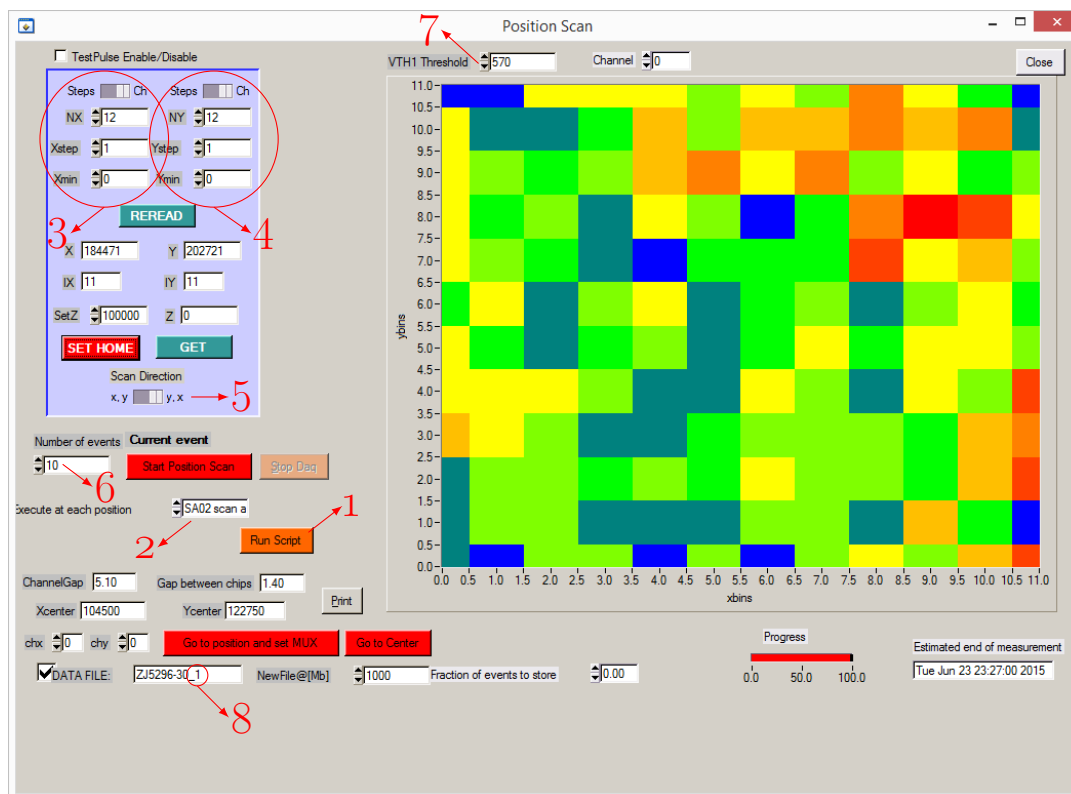 Position Scan
7
TestPulse Enable/Disable
VTH1 Threshold 570 Channel 0 Close
Steps Ch Steps Ch
NX 12 NY 12
Xstep 1 Ystep 1
Xmin 0 Ymin 0
REREAD
3 4
X 184471 Y 202721
IX 11 IY 11
SetZ 100000 Z 0
SET HOME GET
Scan Direction
x, y y, x 5
Number of events Current event
10 Start Position Scan Stop Daq
6
Execute at each position SA02 scan a 1
2
Run Script
ChannelGap 5.10 Gap between chips 1.40
Xcenter 104500 Ycenter 122750 Print
chx 0 chy 0 Go to position and set MUX Go to Center
DATA FILE: ZJ5296-30_1 NewFile@[Mb] 1000 Fraction of events to store 0.00
8
11.0
10.5
10.0
9.5
9.0
8.5
8.0
7.5
7.0
6.5
6.0
5.5
5.0
4.5
4.0
3.5
3.0
2.5
2.0
1.5
1.0
0.5
0.0
ybins
0.0 0.5 1.0 1.5 2.0 2.5 3.0 3.5 4.0 4.5 5.0 5.5 6.0 6.5 7.0 7.5 8.0 8.5 9.0 9.5 10.0 10.5 11.0
xbins
Progress
0.0 50.0 100.0
Estimated end of measurement
Tue Jun 23 23:27:00 2015